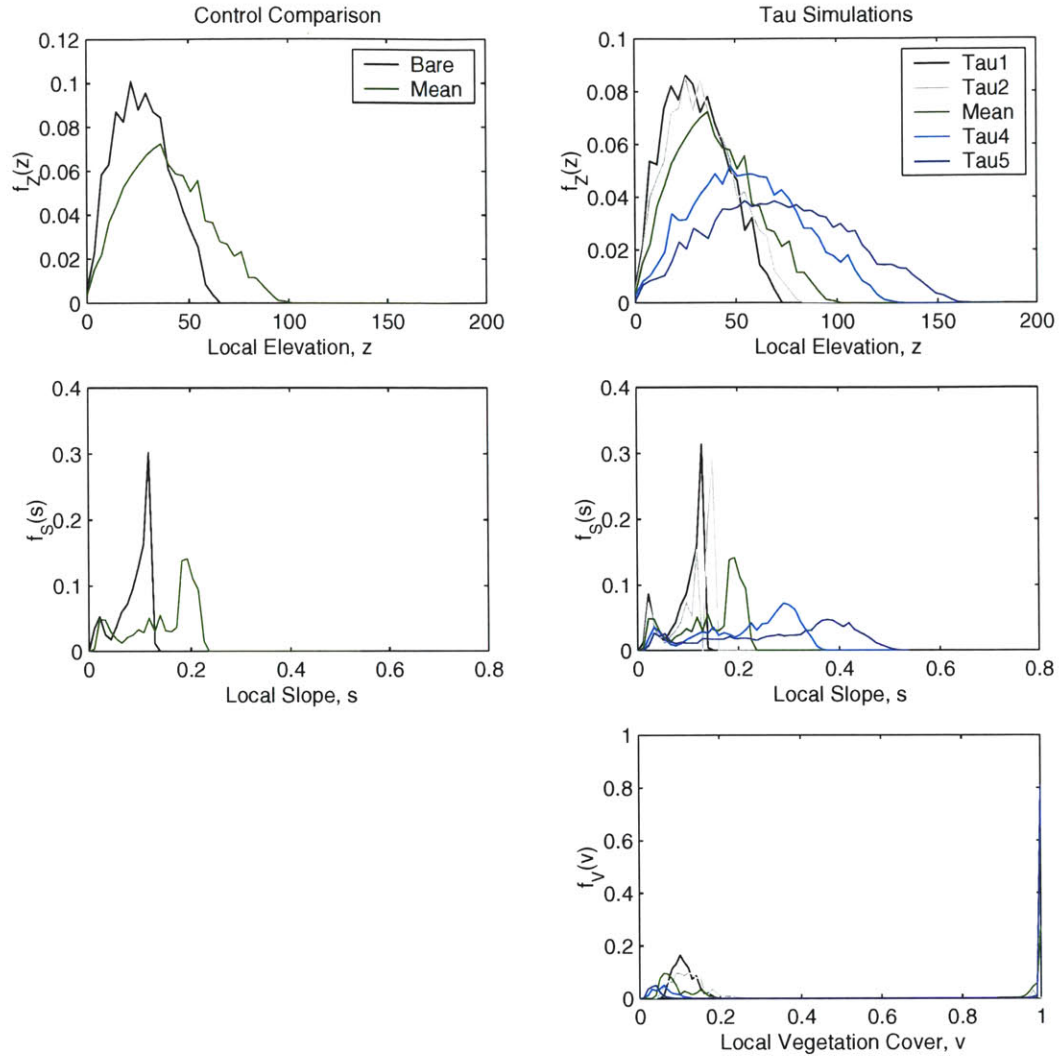 Control Comparison
0.12
0.1
0.08
0.06
0.04
0.02
0
f_Z(z)
Bare
Mean
0 50 100 150 200
Local Elevation, z
Tau Simulations
0.1
0.08
0.06
0.04
0.02
0
f_Z(z)
Tau1
Tau2
Mean
Tau4
Tau5
0 50 100 150 200
Local Elevation, z
0.4
0.3
0.2
0.1
0
f_S(s)
0 0.2 0.4 0.6 0.8
Local Slope, s
0.4
0.3
0.2
0.1
0
f_S(s)
0 0.2 0.4 0.6 0.8
Local Slope, s
1
0.8
0.6
0.4
0.2
0
f_V(v)
0 0.2 0.4 0.6 0.8 1
Local Vegetation Cover, v